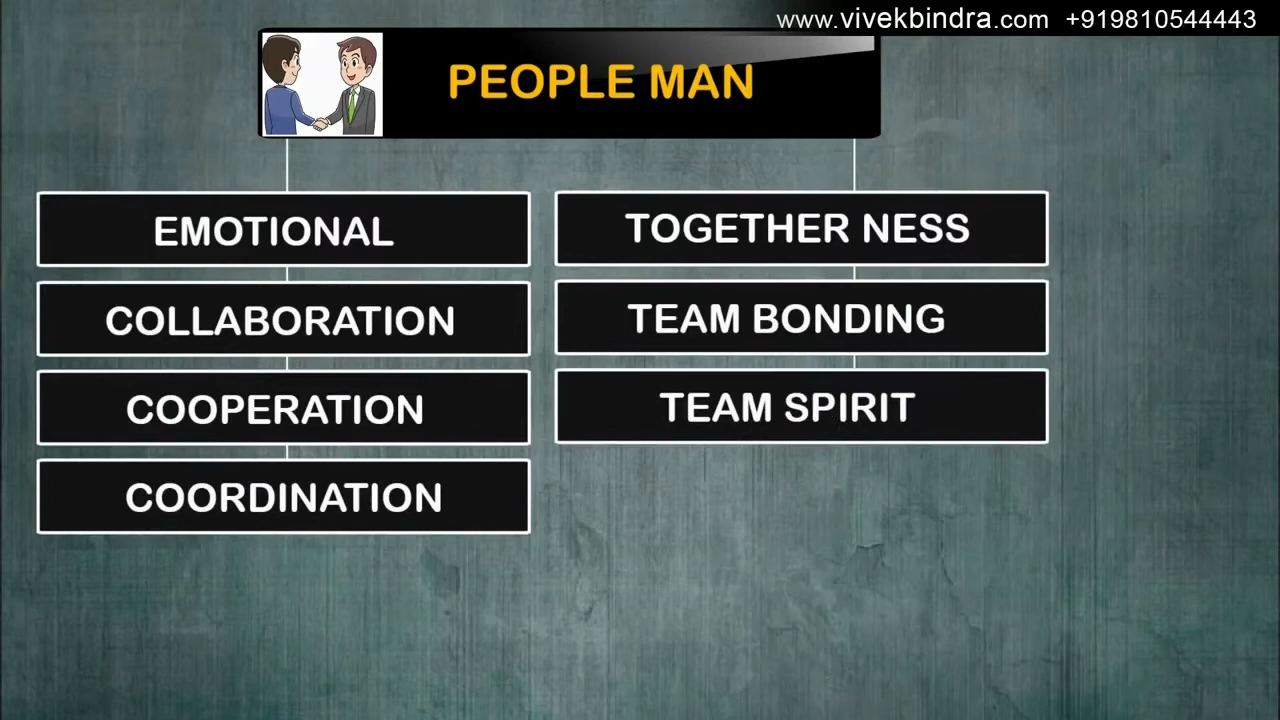 www.vivekbindra.com +919810544443
PEOPLE MAN
EMOTIONAL
COLLABORATION
COOPERATION
COORDINATION
TOGETHER NESS
TEAM BONDING
TEAM SPIRIT